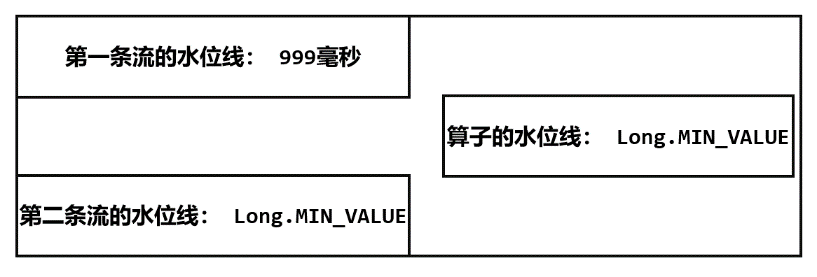 第一条流的水位线： 999毫秒
算子的水位线： Long.MIN_VALUE
第二条流的水位线： Long.MIN_VALUE